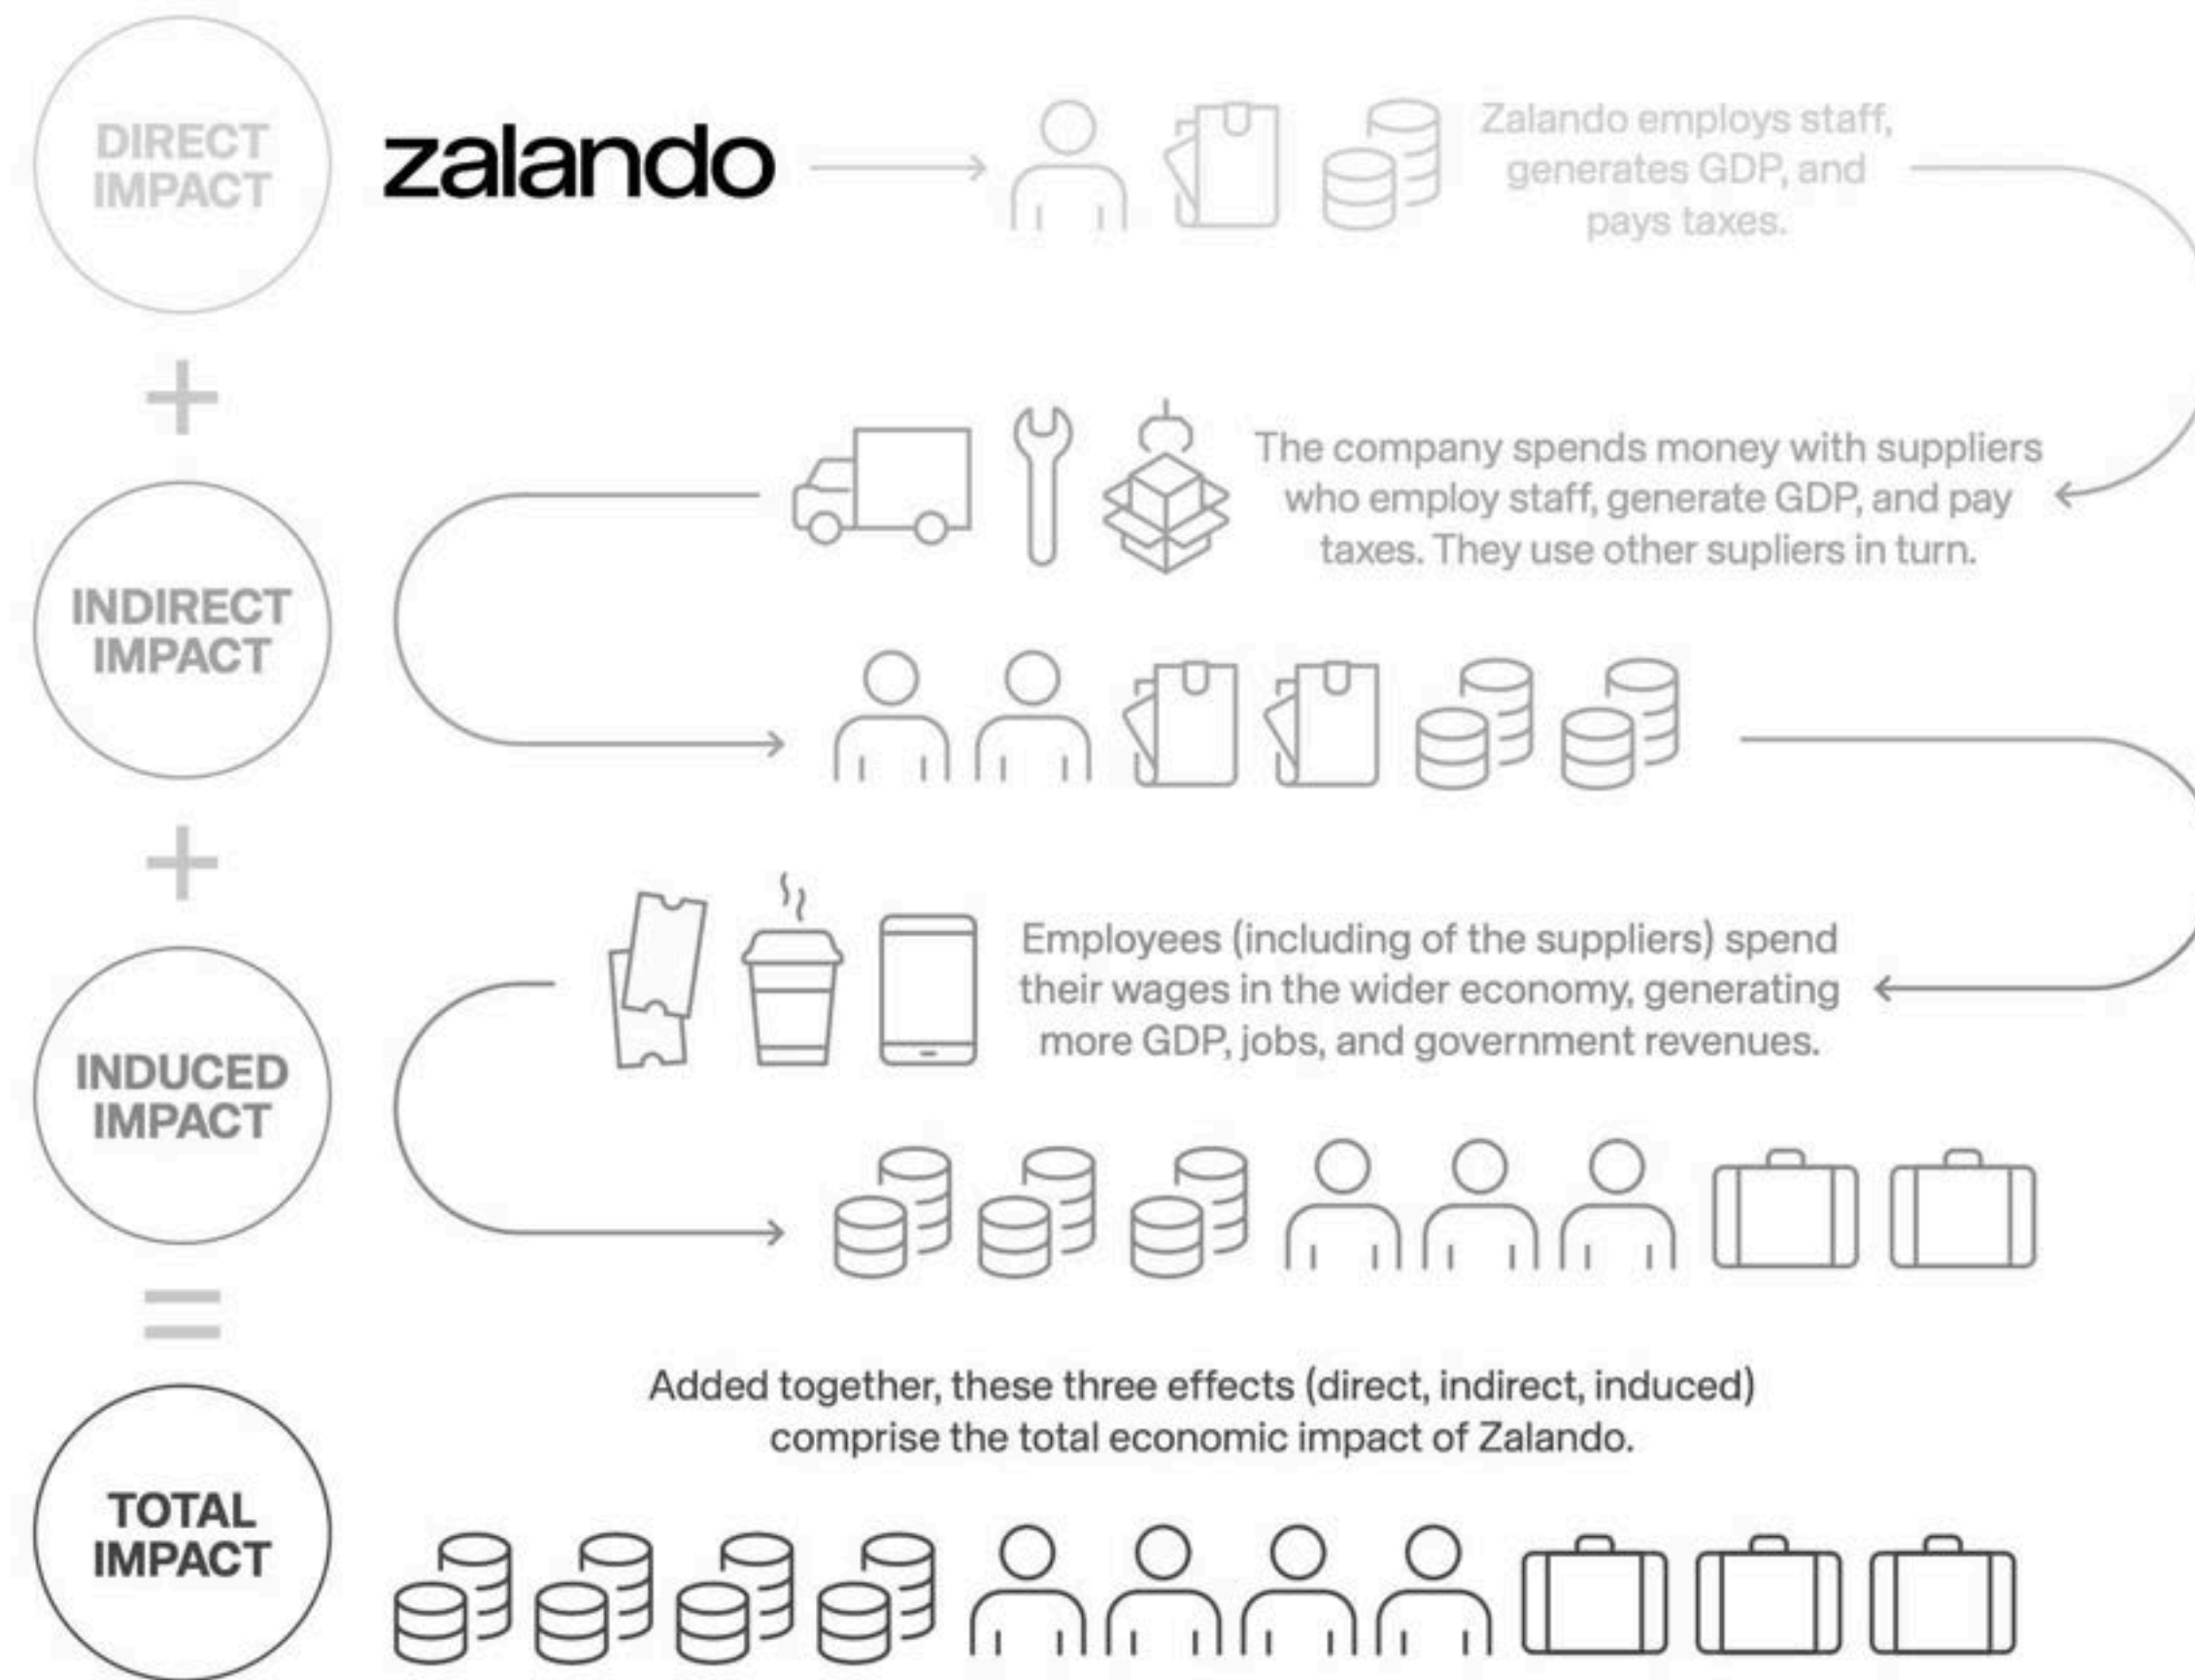 DIRECT
IMPACT
zalando
Zalando employs staff,
generates GDP, and
pays taxes.
+
The company spends money with suppliers
who employ staff, generate GDP, and pay
taxes. They use other supliers in turn.
INDIRECT
IMPACT
+
Employees (including of the suppliers) spend
their wages in the wider economy, generating
more GDP, jobs, and government revenues.
INDUCED
IMPACT
=
Added together, these three effects (direct, indirect, induced)
comprise the total economic impact of Zalando.
TOTAL
IMPACT